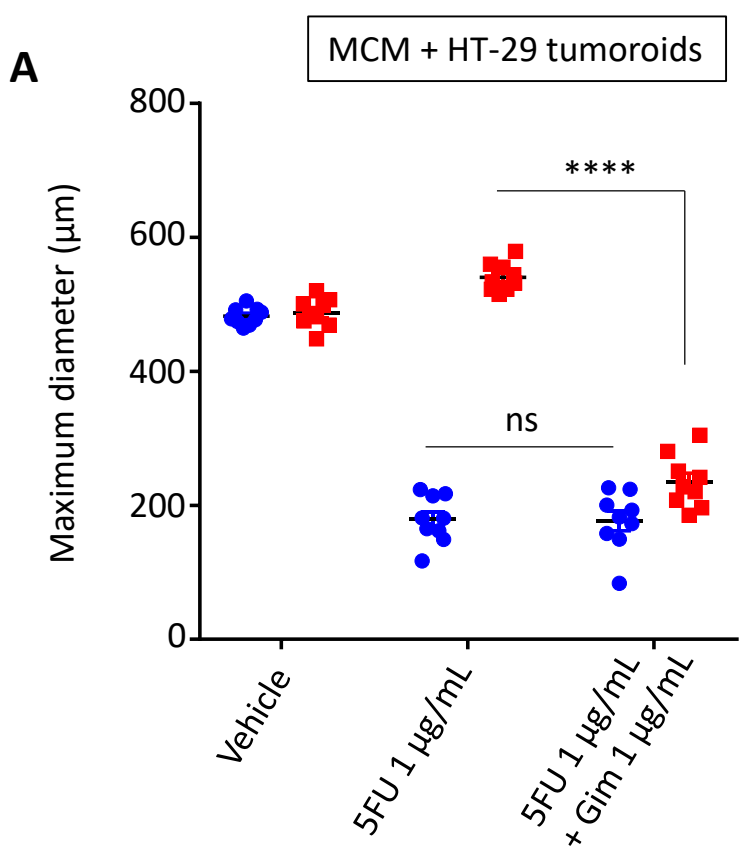 MCM + HT-29 tumoroids
A
Maximum diameter (µm)
800
600
400
200
0
****
ns
Vehicle
5FU 1 µg/mL
5FU 1 µg/mL
+ Gim 1 µg/mL